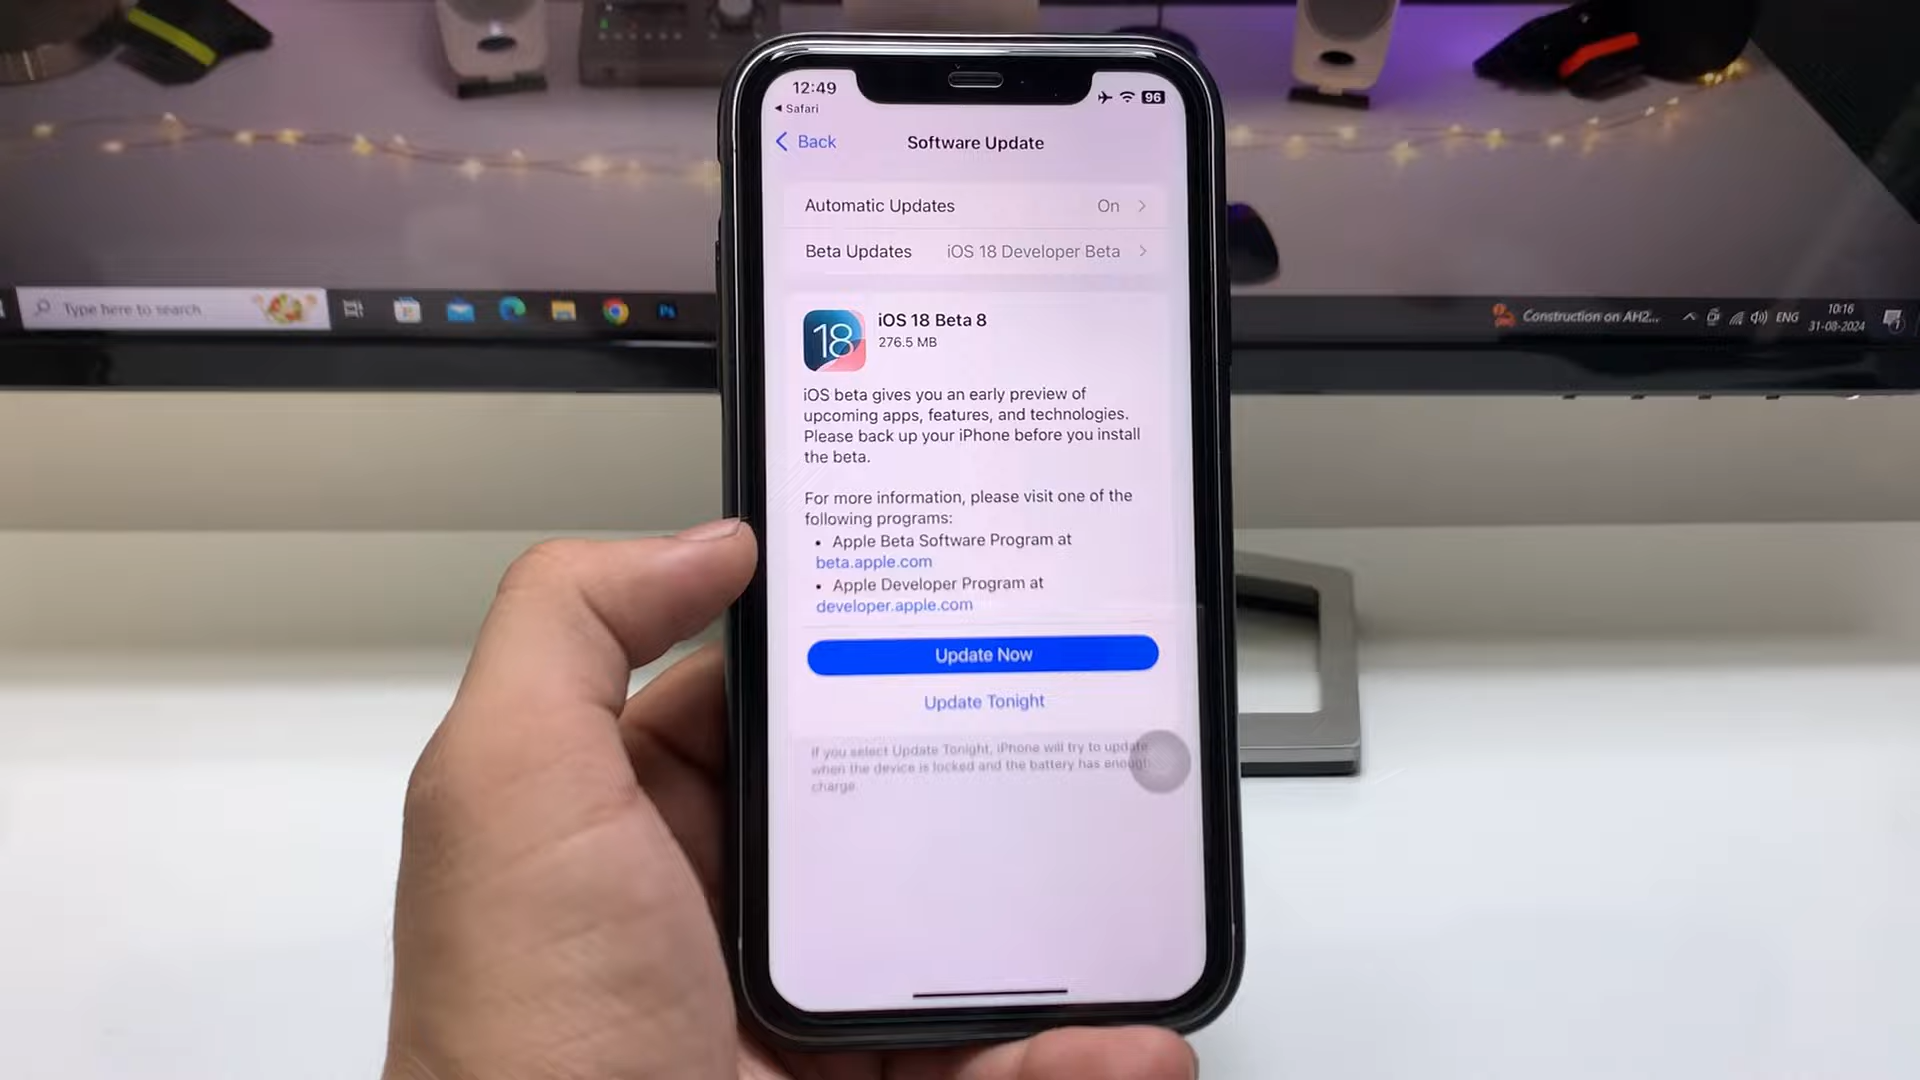 12:49
Safari
96
Back
Software Update
Automatic Updates
On
Beta Updates
iOS 18 Developer Beta
18
iOS 18 Beta 8
276.5 MB
iOS beta gives you an early preview of
upcoming apps, features, and technologies.
Please back up your iPhone before you install
the beta.
For more information, please visit one of the
following programs:
• Apple Beta Software Program at
beta.apple.com
• Apple Developer Program at
developer.apple.com
Update Now
Update Tonight
If you select Update Tonight, iPhone will try to update
when the device is locked and the battery has enough
charge.
Type here to search
Ps
Construction on AH2...
ENG
10:16
31-08-2024
1